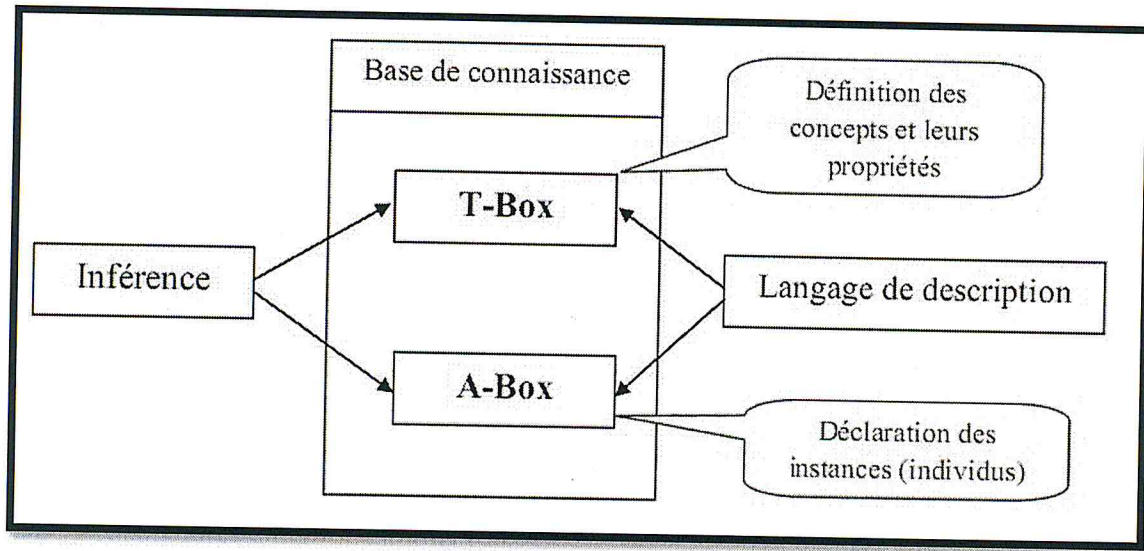 Base de connaissance
Définition des
concepts et leurs
propriétés
T-Box
Inférence
Langage de description
A-Box
Déclaration des
instances (individus)